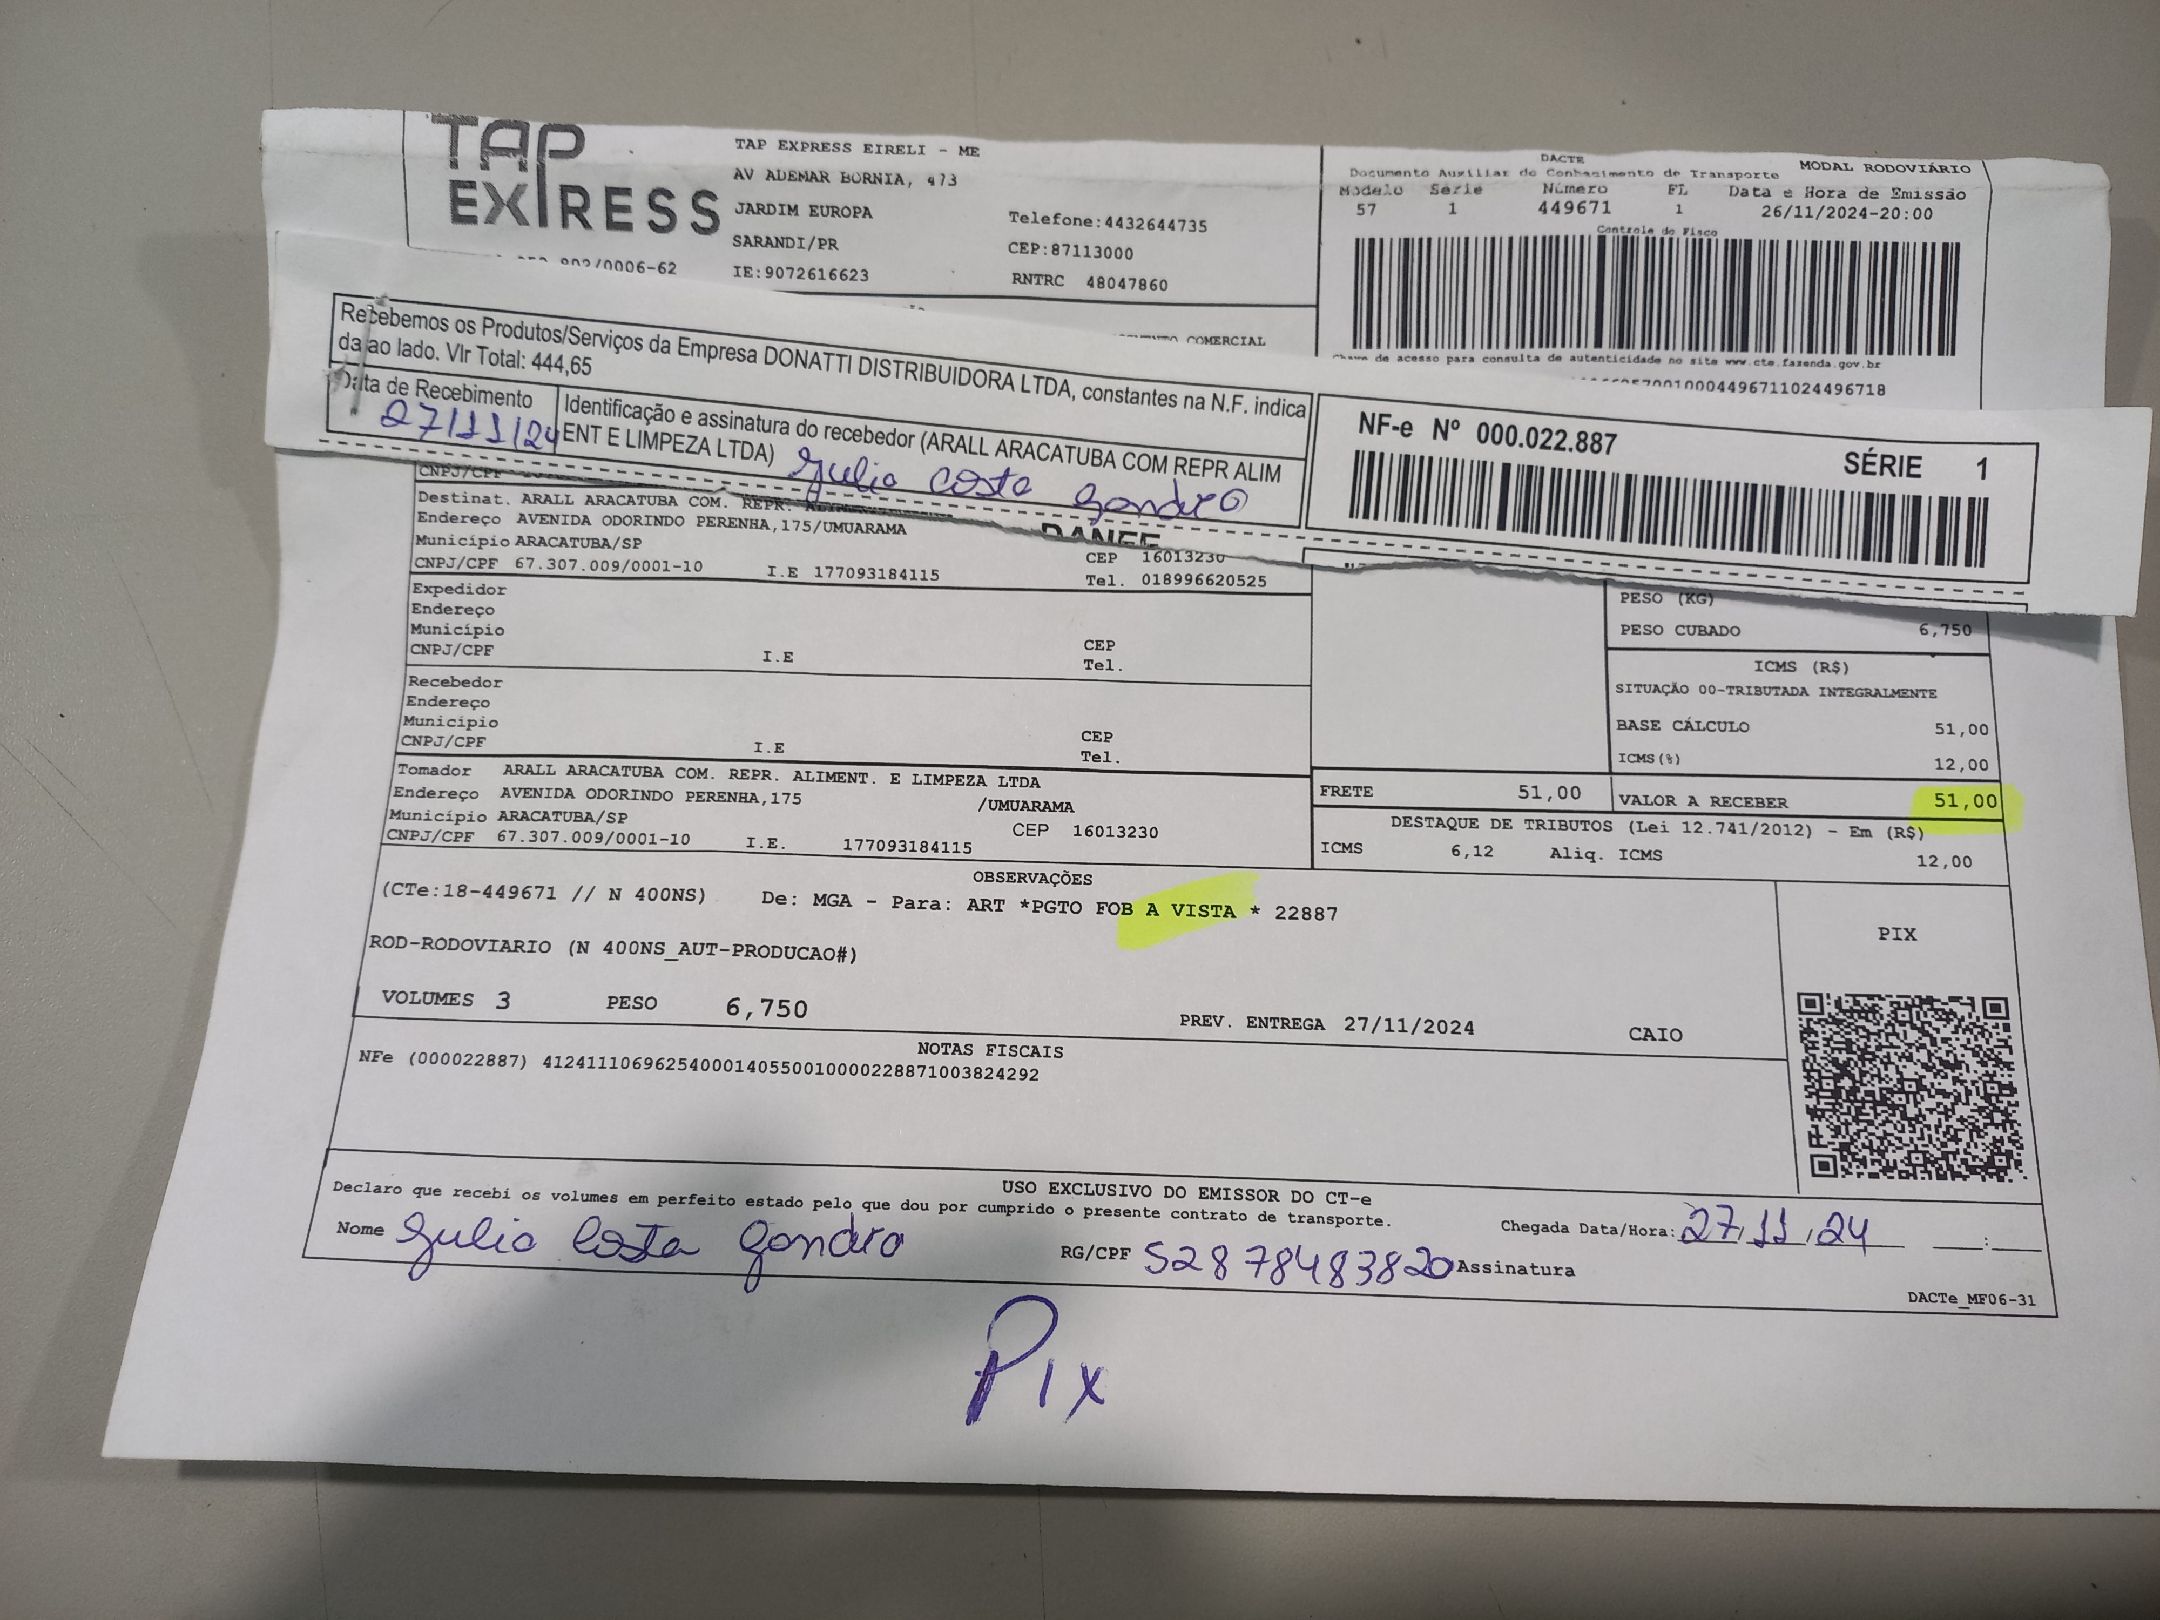 TAP
EXPRESS
TAP EXPRESS EIRELI - ME
AV ADEMAR BORNIA, 473
JARDIM EUROPA
Telefone:4432644735
SARANDI/PR
CEP:87113000
/0006-62
IE:9072616623
RNTRC 48047860
DACTE
MODAL RODOVIÁRIO
Documento Auxiliar do Conhecimento de Transporte
Modelo Série Número FL Data e Hora de Emissão
57 1 449671 1 26/11/2024-20:00
Controle do Fisco
COMERCIAL
Chave de acesso para consulta de autenticidade no site www.cte.fazenda.gov.br
5700100044967110244 96718
Recebemos os Produtos/Serviços da Empresa DONATTI DISTRIBUIDORA LTDA, constantes na N.F. indica
da ao lado. Vlr Total: 444,65
Data de Recebimento
27/11/24
Identificação e assinatura do recebedor (ARALL ARACATUBA COM REPR ALIM
ENT E LIMPEZA LTDA) Julia Costa Gondro
NF-e Nº 000.022.887
SÉRIE 1
DANFE
CNPJ/CPF
Destinat. ARALL ARACATUBA COM. REPR.
Endereço AVENIDA ODORINDO PERENHA,175/UMUARAMA
Município ARACATUBA/SP CEP 16013230
CNPJ/CPF 67.307.009/0001-10 I.E 177093184115 Tel. 018996620525
Expedidor
Endereço
Município CEP
CNPJ/CPF I.E Tel.
Recebedor
Endereço
Município CEP
CNPJ/CPF I.E Tel.
Tomador ARALL ARACATUBA COM. REPR. ALIMENT. E LIMPEZA LTDA
Endereço AVENIDA ODORINDO PERENHA,175 /UMUARAMA
Município ARACATUBA/SP CEP 16013230
CNPJ/CPF 67.307.009/0001-10 I.E. 177093184115
PESO (KG)
PESO CUBADO 6,750
ICMS (R$)
SITUAÇÃO 00-TRIBUTADA INTEGRALMENTE
BASE CÁLCULO 51,00
ICMS(%) 12,00
FRETE 51,00 VALOR A RECEBER 51,00
DESTAQUE DE TRIBUTOS (Lei 12.741/2012) - Em (R$)
ICMS 6,12 Aliq. ICMS 12,00
OBSERVAÇÕES
(CTe:18-449671 // N 400NS) De: MGA - Para: ART *PGTO FOB A VISTA * 22887
ROD-RODOVIARIO (N 400NS_AUT-PRODUCAO#)
VOLUMES 3 PESO 6,750
PREV. ENTREGA 27/11/2024 CAIO
PIX
NOTAS FISCAIS
NFe (000022887) 41241110696254000140550010000228871003824292
USO EXCLUSIVO DO EMISSOR DO CT-e
Declaro que recebi os volumes em perfeito estado pelo que dou por cumprido o presente contrato de transporte.
Nome Julia Costa Gondro
RG/CPF 52878483820 Assinatura
Chegada Data/Hora: 27/11/24 :
DACTe_MF06-31
Pix